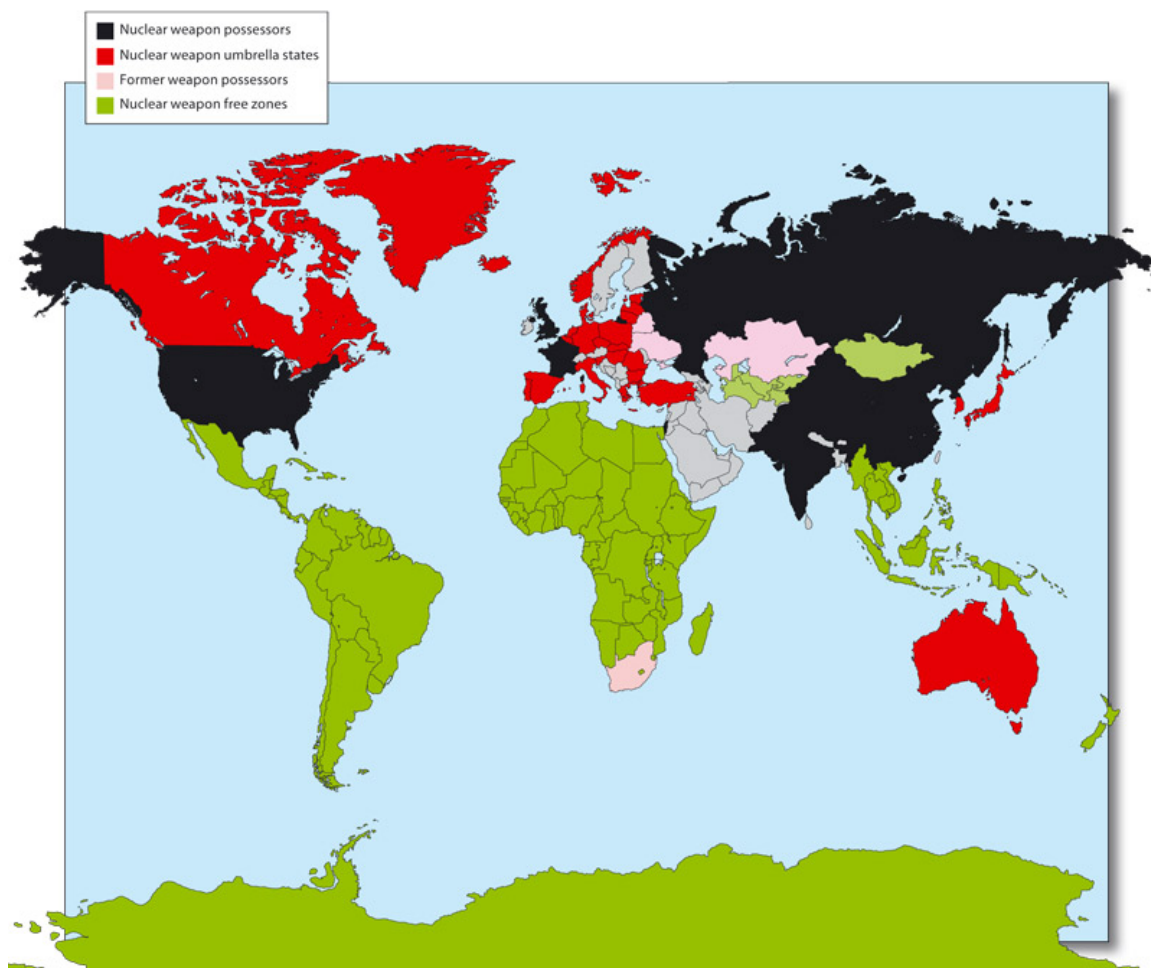 Nuclear weapon possessors
Nuclear weapon umbrella states
Former weapon possessors
Nuclear weapon free zones